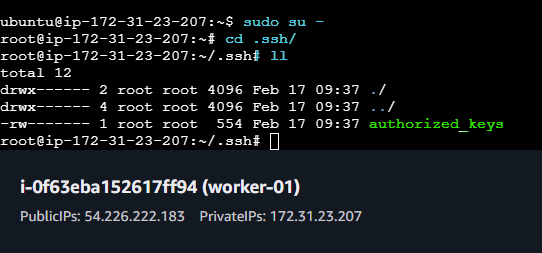 ubuntu@ip-172-31-23-207:~$ sudo su -
root@ip-172-31-23-207:~# cd .ssh/
root@ip-172-31-23-207:~/.ssh# ll
total 12
drwx------ 2 root root 4096 Feb 17 09:37 ./
drwx------ 4 root root 4096 Feb 17 09:37 ../
-rw------- 1 root root  554 Feb 17 09:37 authorized_keys
root@ip-172-31-23-207:~/.ssh#
i-0f63eba152617ff94 (worker-01)
PublicIPs: 54.226.222.183    PrivateIPs: 172.31.23.207